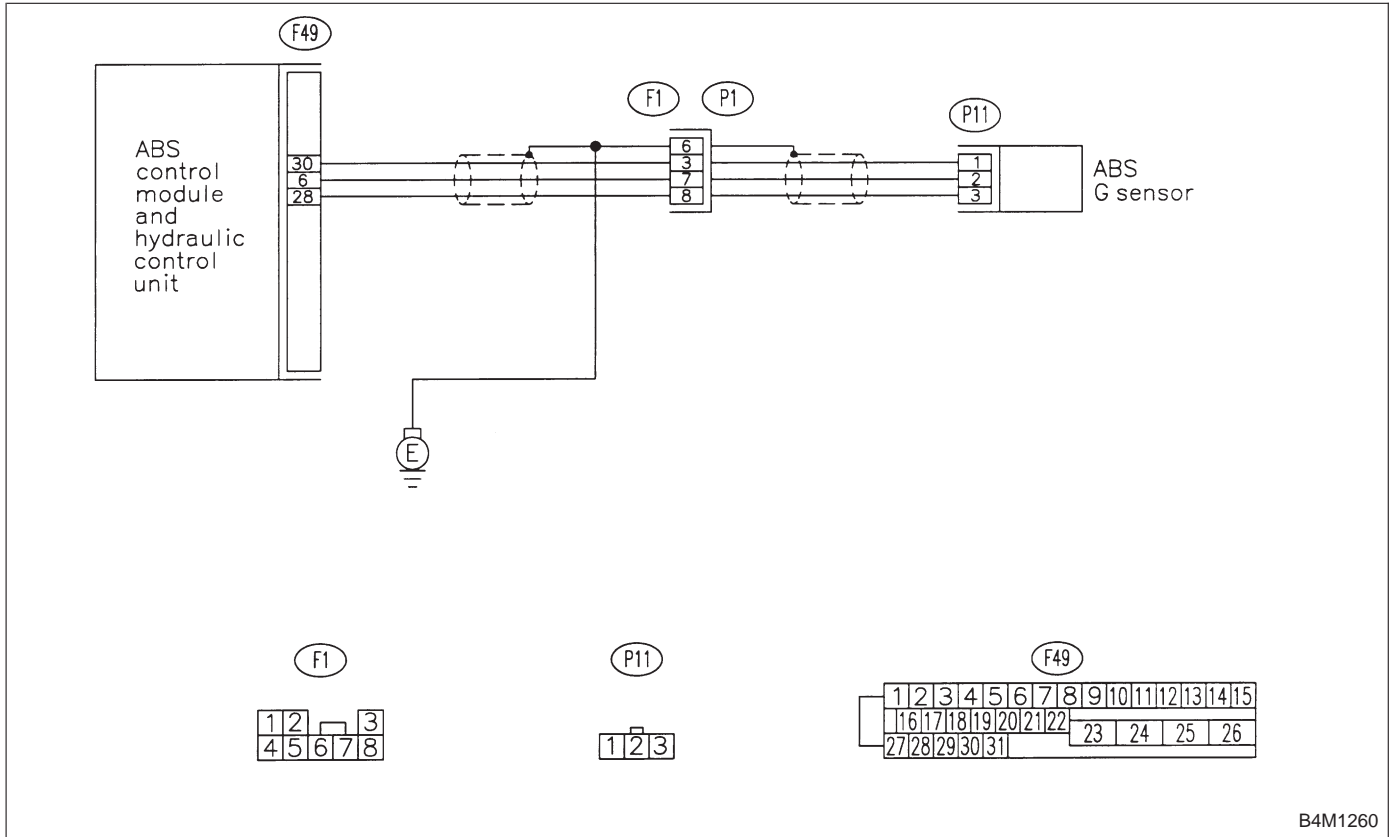 F49
F1 P1
P11
ABS
control
module
and
hydraulic
control
unit
30
6
28
6
3
7
8
1
2
3
ABS
G sensor
E
F1
1 2 3
4 5 6 7 8
P11
1 2 3
F49
1 2 3 4 5 6 7 8 9 10 11 12 13 14 15
16 17 18 19 20 21 22
23 24 25 26
27 28 29 30 31
B4M1260